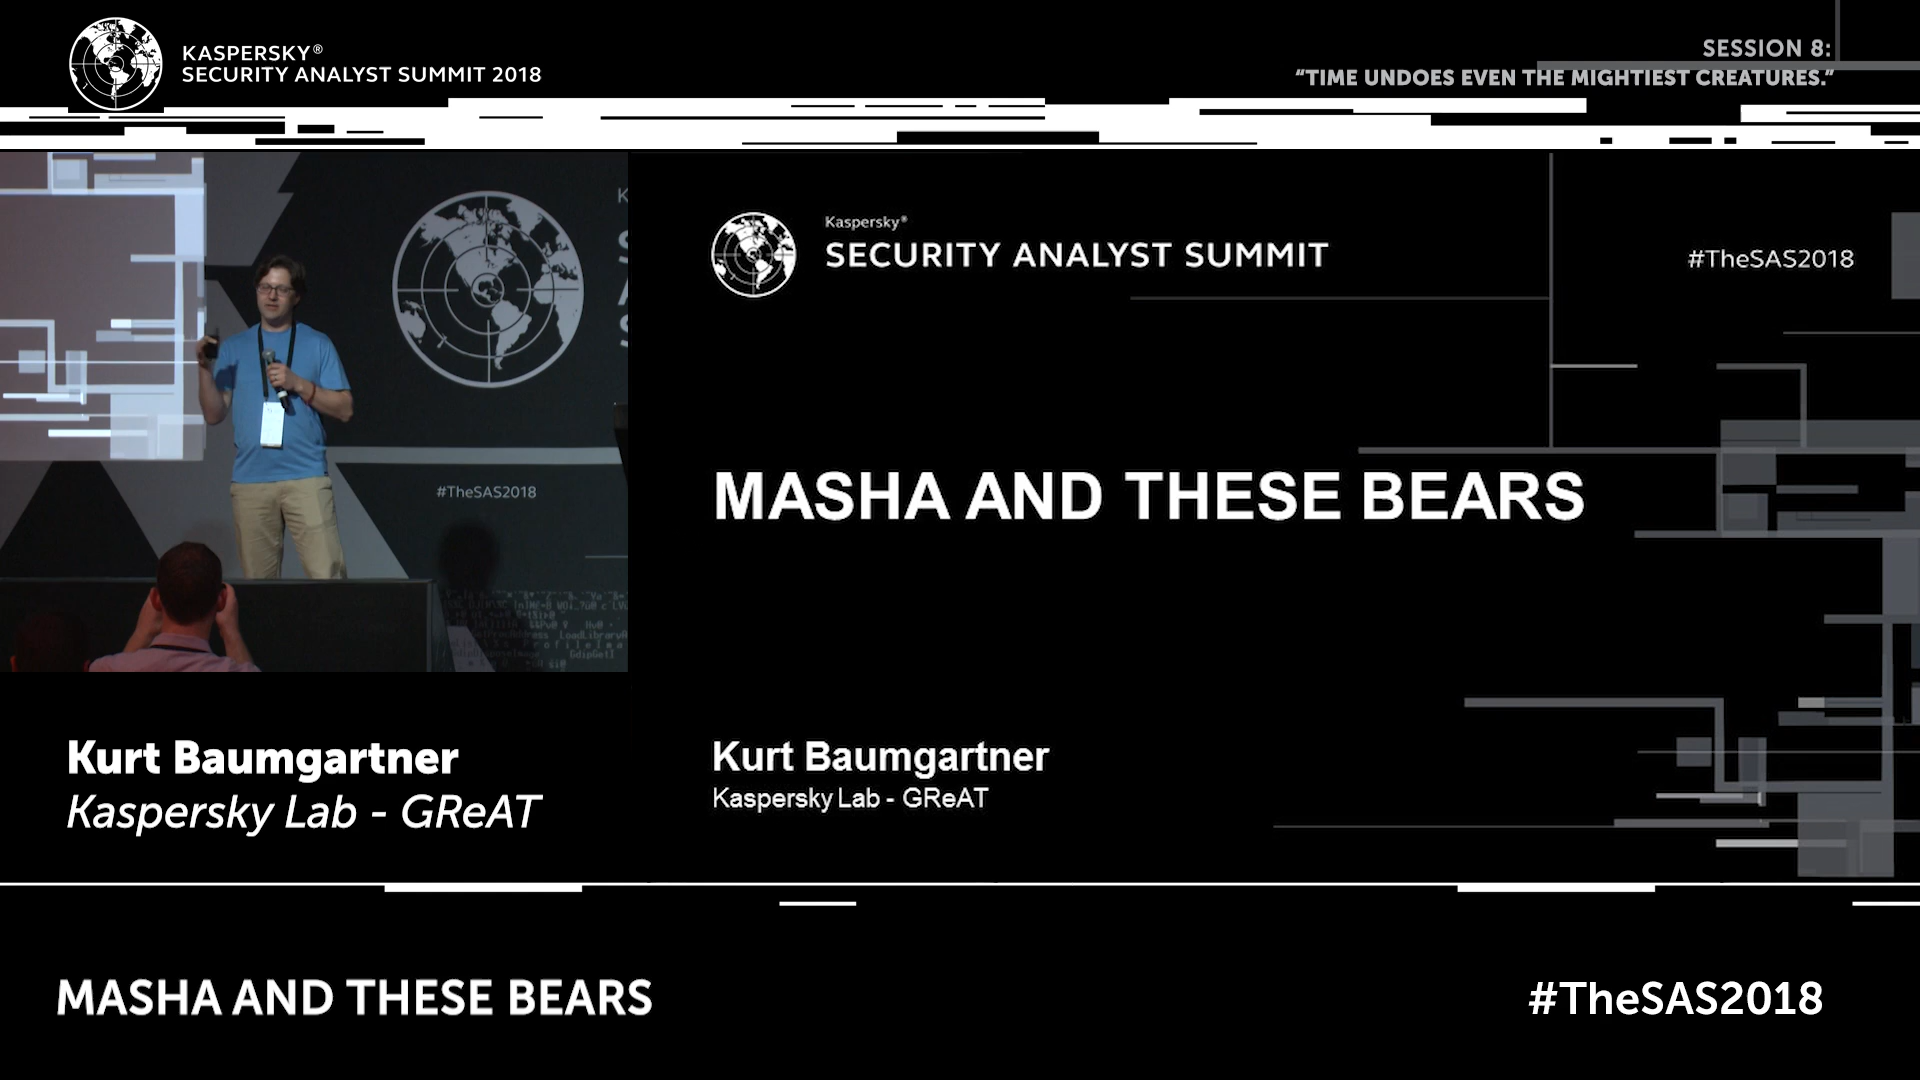 KASPERSKY®
SECURITY ANALYST SUMMIT 2018
SESSION 8:
“TIME UNDOES EVEN THE MIGHTIEST CREATURES.”
#TheSAS2018
LoadLibraryA
Kaspersky®
SECURITY ANALYST SUMMIT
#TheSAS2018
MASHA AND THESE BEARS
Kurt Baumgartner
Kaspersky Lab - GReAT
Kurt Baumgartner
Kaspersky Lab - GReAT
MASHA AND THESE BEARS
#TheSAS2018